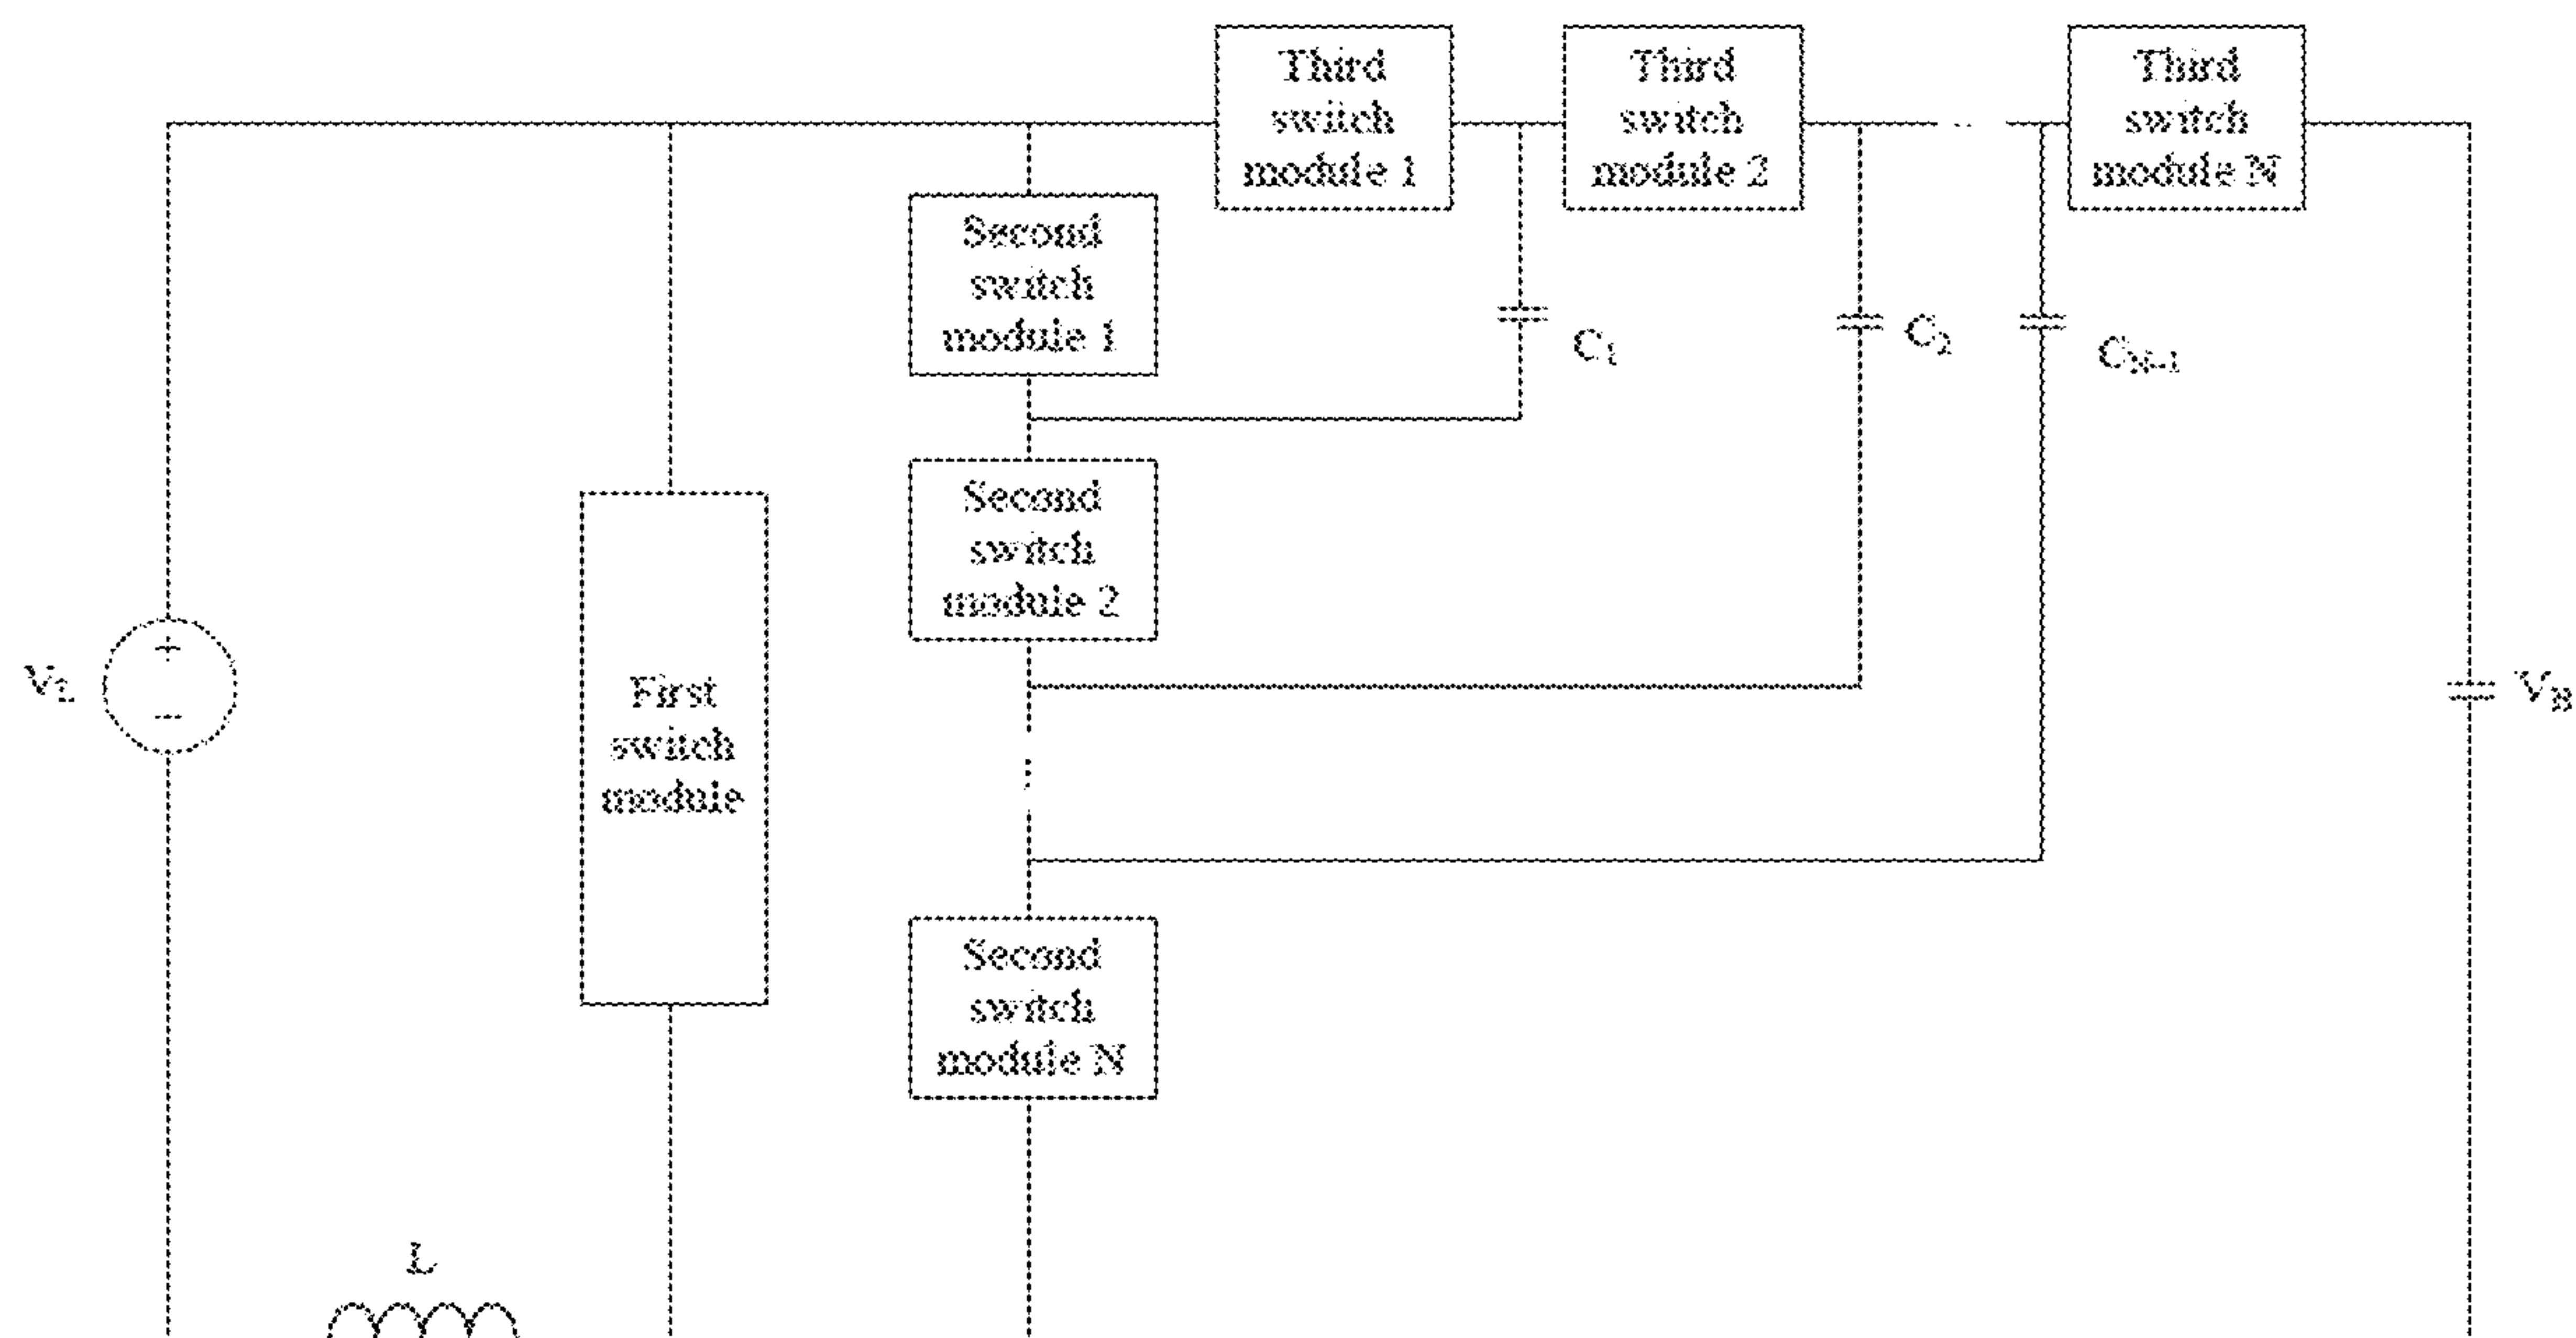 Third
switch
module 1
Third
switch
module 2
Third
switch
module N
Second
switch
module 1
C1
C2
CN-1
Second
switch
module 2
First
switch
module
VL
+
−
VB
Second
switch
module N
L